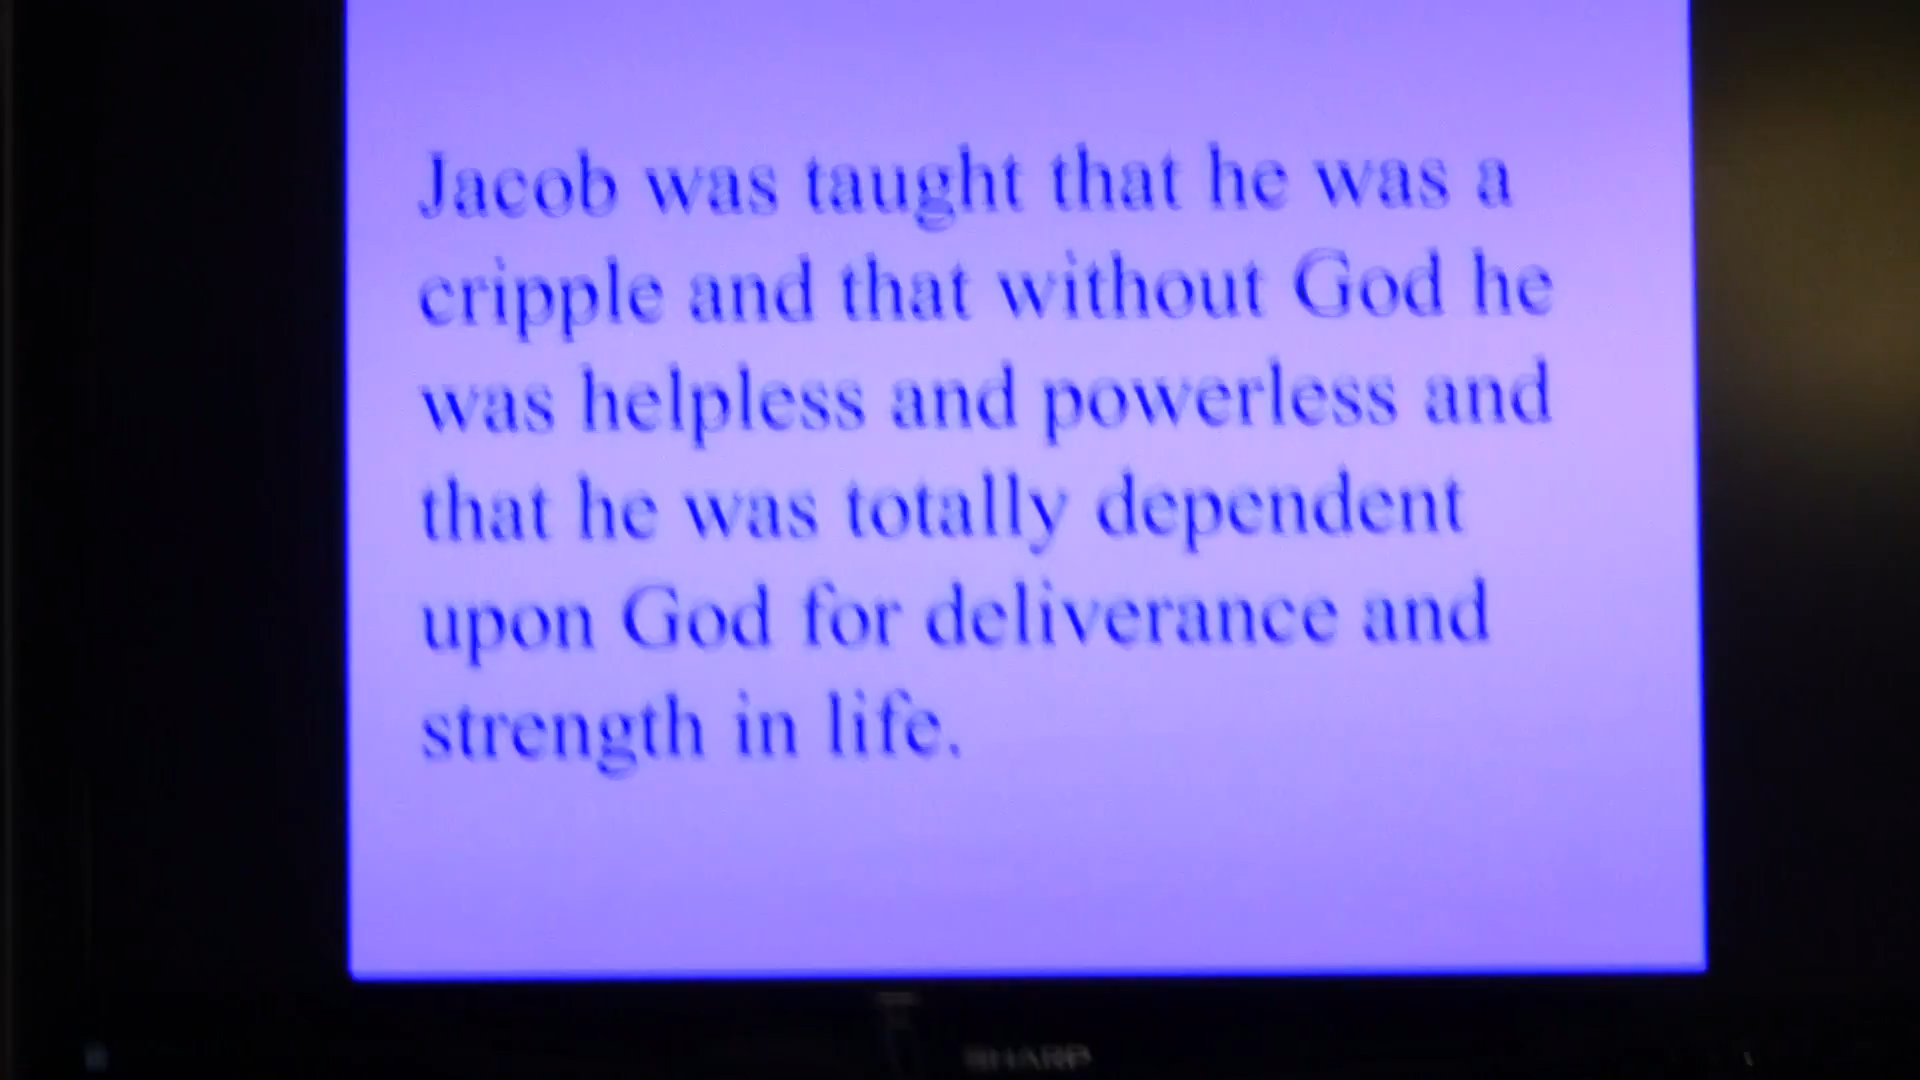 Jacob was taught that he was a
cripple and that without God he
was helpless and powerless and
that he was totally dependent
upon God for deliverance and
strength in life.
SHARP